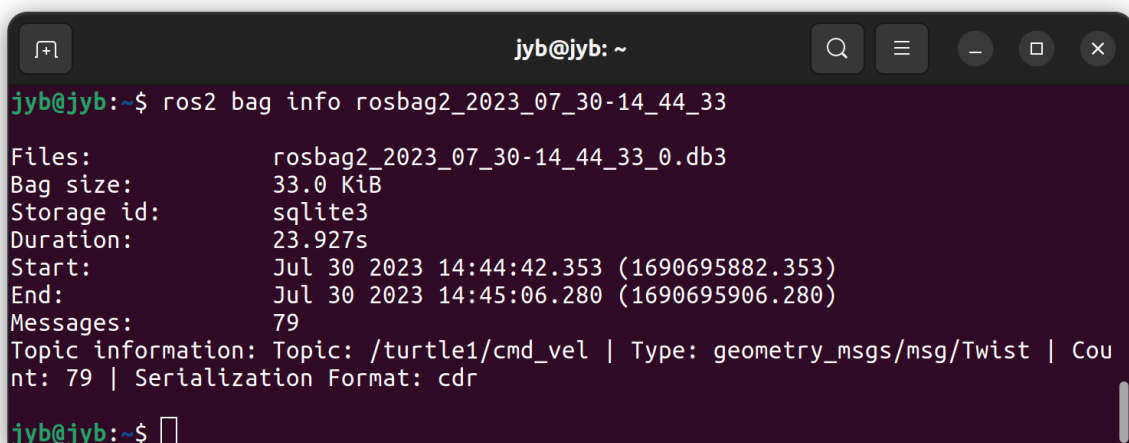 jyb@jyb: ~
jyb@jyb:~$ ros2 bag info rosbag2_2023_07_30-14_44_33
Files:             rosbag2_2023_07_30-14_44_33_0.db3
Bag size:          33.0 KiB
Storage id:        sqlite3
Duration:          23.927s
Start:             Jul 30 2023 14:44:42.353 (1690695882.353)
End:               Jul 30 2023 14:45:06.280 (1690695906.280)
Messages:          79
Topic information: Topic: /turtle1/cmd_vel | Type: geometry_msgs/msg/Twist | Cou
nt: 79 | Serialization Format: cdr
jyb@jyb:~$